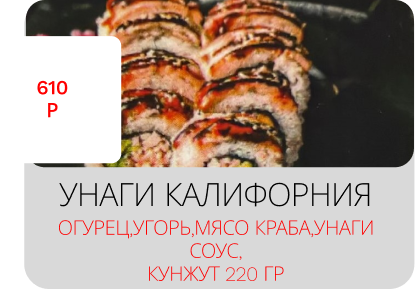 610
Р
УНАГИ КАЛИФОРНИЯ
ОГУРЕЦ,УГОРЬ,МЯСО КРАБА,УНАГИ
СОУС,
КУНЖУТ 220 ГР